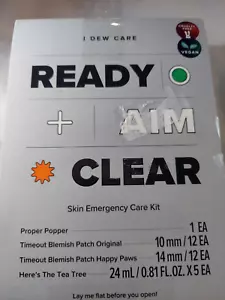 I DEW CARE
VEGAN
READY
+ AIM
CLEAR
Skin Emergency Care Kit
Proper Popper 1 EA
Timeout Blemish Patch Original 10 mm / 12 EA
Timeout Blemish Patch Happy Paws 14 mm / 12 EA
Here's The Tea Tree 24 mL / 0.81 FL.OZ. X 5 EA
Lay me flat before you open!